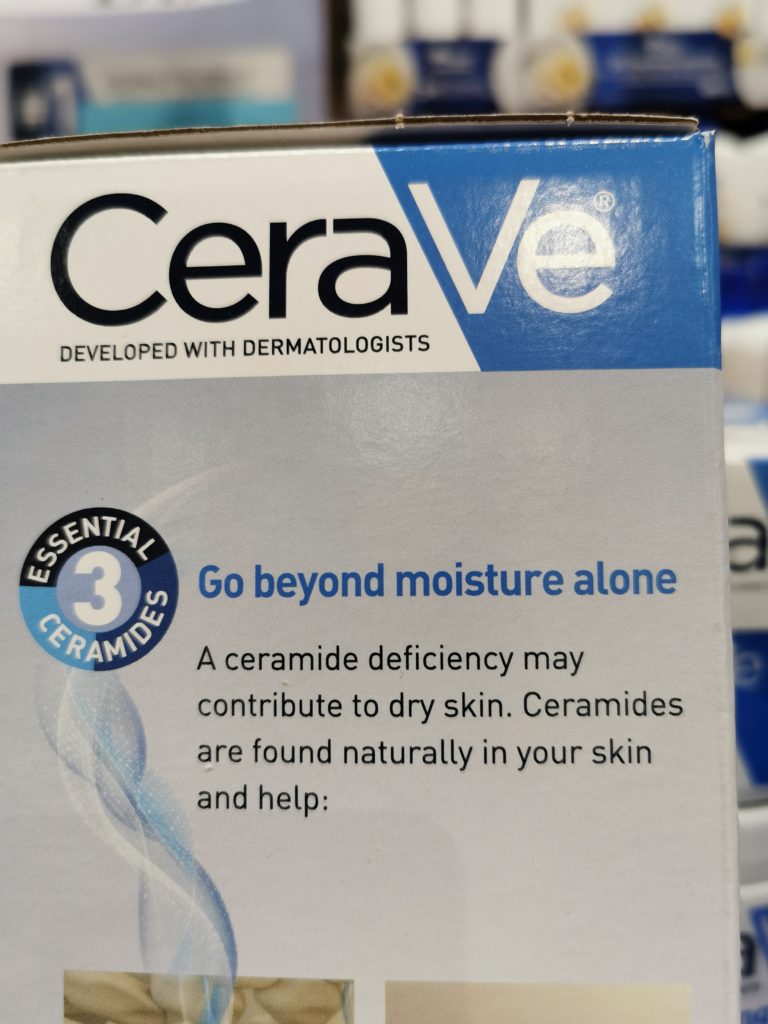 CeraVe®
DEVELOPED WITH DERMATOLOGISTS
ESSENTIAL
3
CERAMIDES
Go beyond moisture alone
A ceramide deficiency may
contribute to dry skin. Ceramides
are found naturally in your skin
and help: